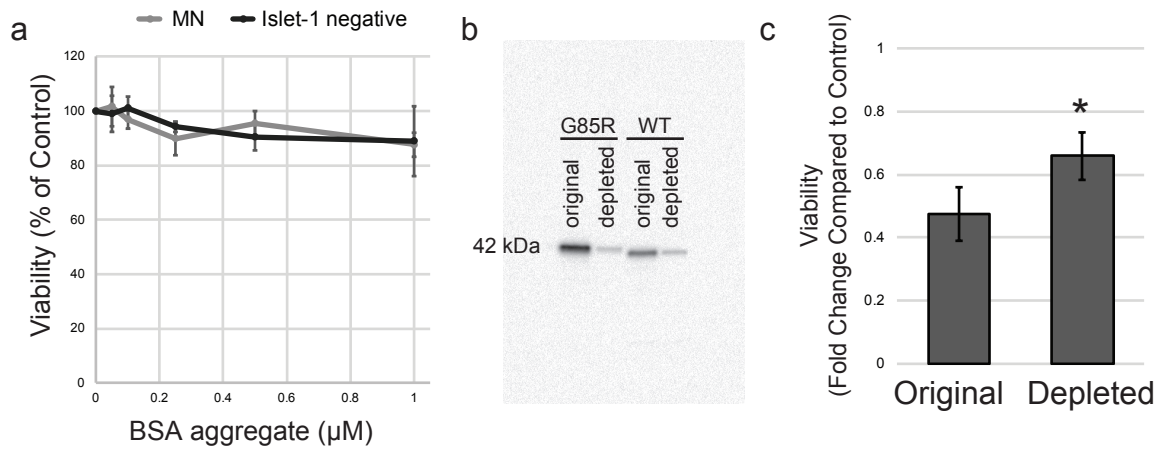 a
MN
Islet-1 negative
Viability (% of Control)
120
100
80
60
40
20
0
0
0.2
0.4
0.6
0.8
1
BSA aggregate (µM)
b
G85R
WT
original
depleted
original
depleted
42 kDa
c
Viability
(Fold Change Compared to Control)
1
0.8
0.6
0.4
0.2
0
*
Original
Depleted